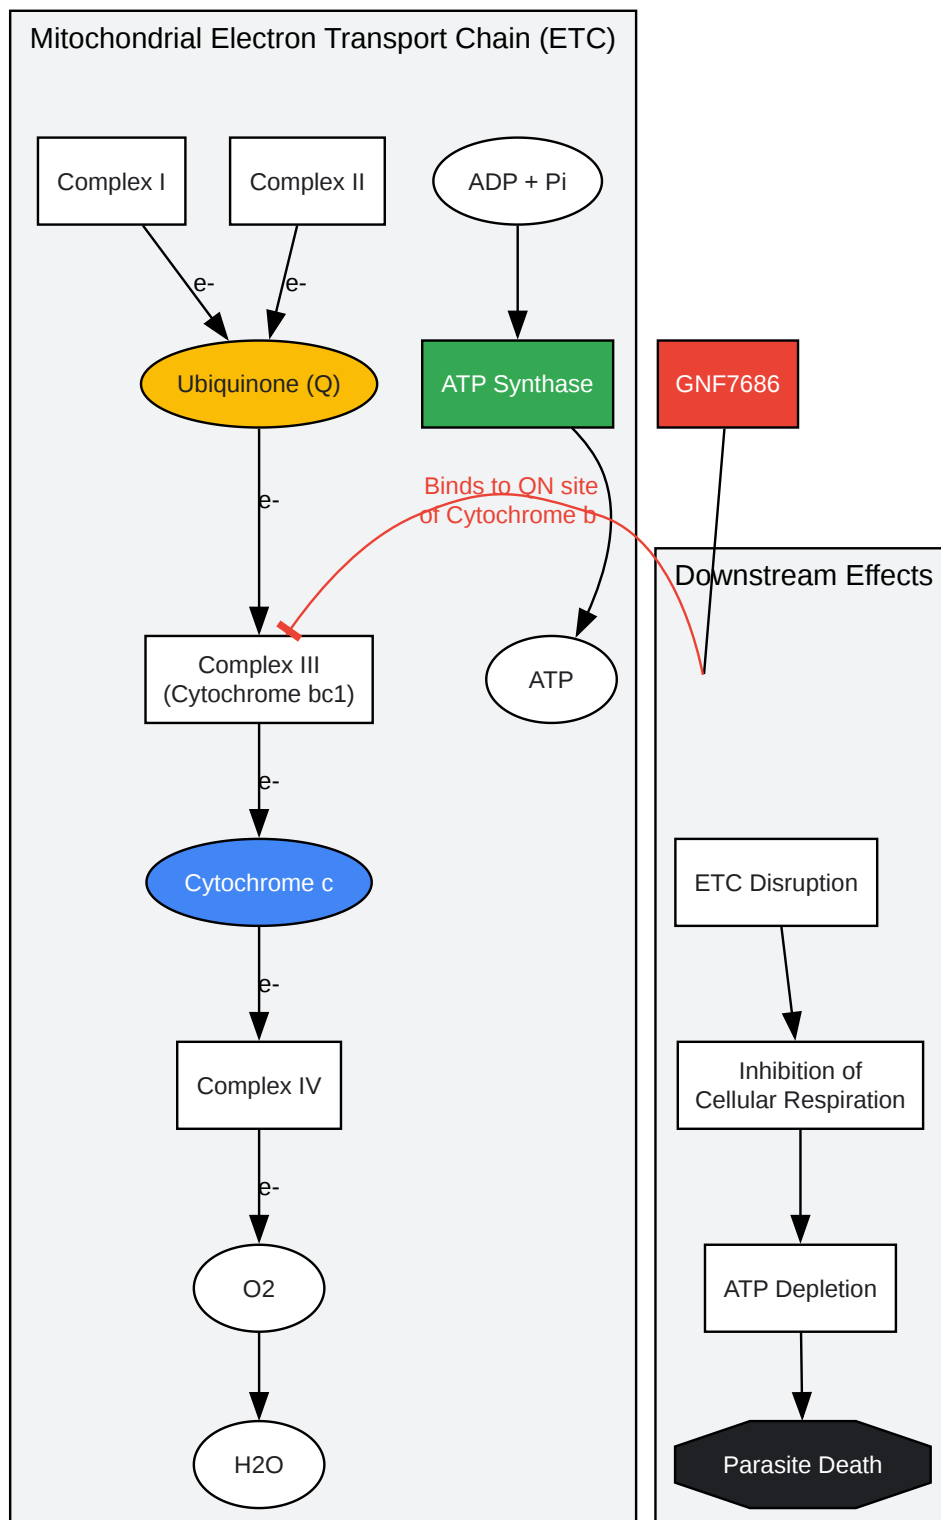 Mitochondrial Electron Transport Chain (ETC)
Complex I
Complex II
ADP + Pi
e-
e-
Ubiquinone (Q)
ATP Synthase
GNF7686
e-
Binds to QN site
of Cytochrome b
Downstream Effects
Complex III
(Cytochrome bc1)
ATP
e-
Cytochrome c
ETC Disruption
e-
Complex IV
Inhibition of
Cellular Respiration
e-
O2
ATP Depletion
H2O
Parasite Death